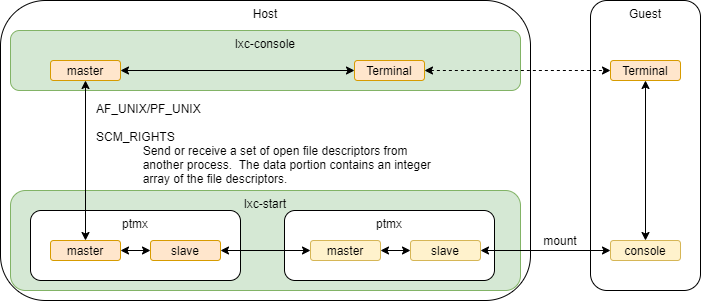 Host
Guest
lxc-console
master
Terminal
Terminal
AF_UNIX/PF_UNIX
SCM_RIGHTS
Send or receive a set of open file descriptors from
another process. The data portion contains an integer
array of the file descriptors.
lxc-start
ptmx
ptmx
master
slave
master
slave
mount
console